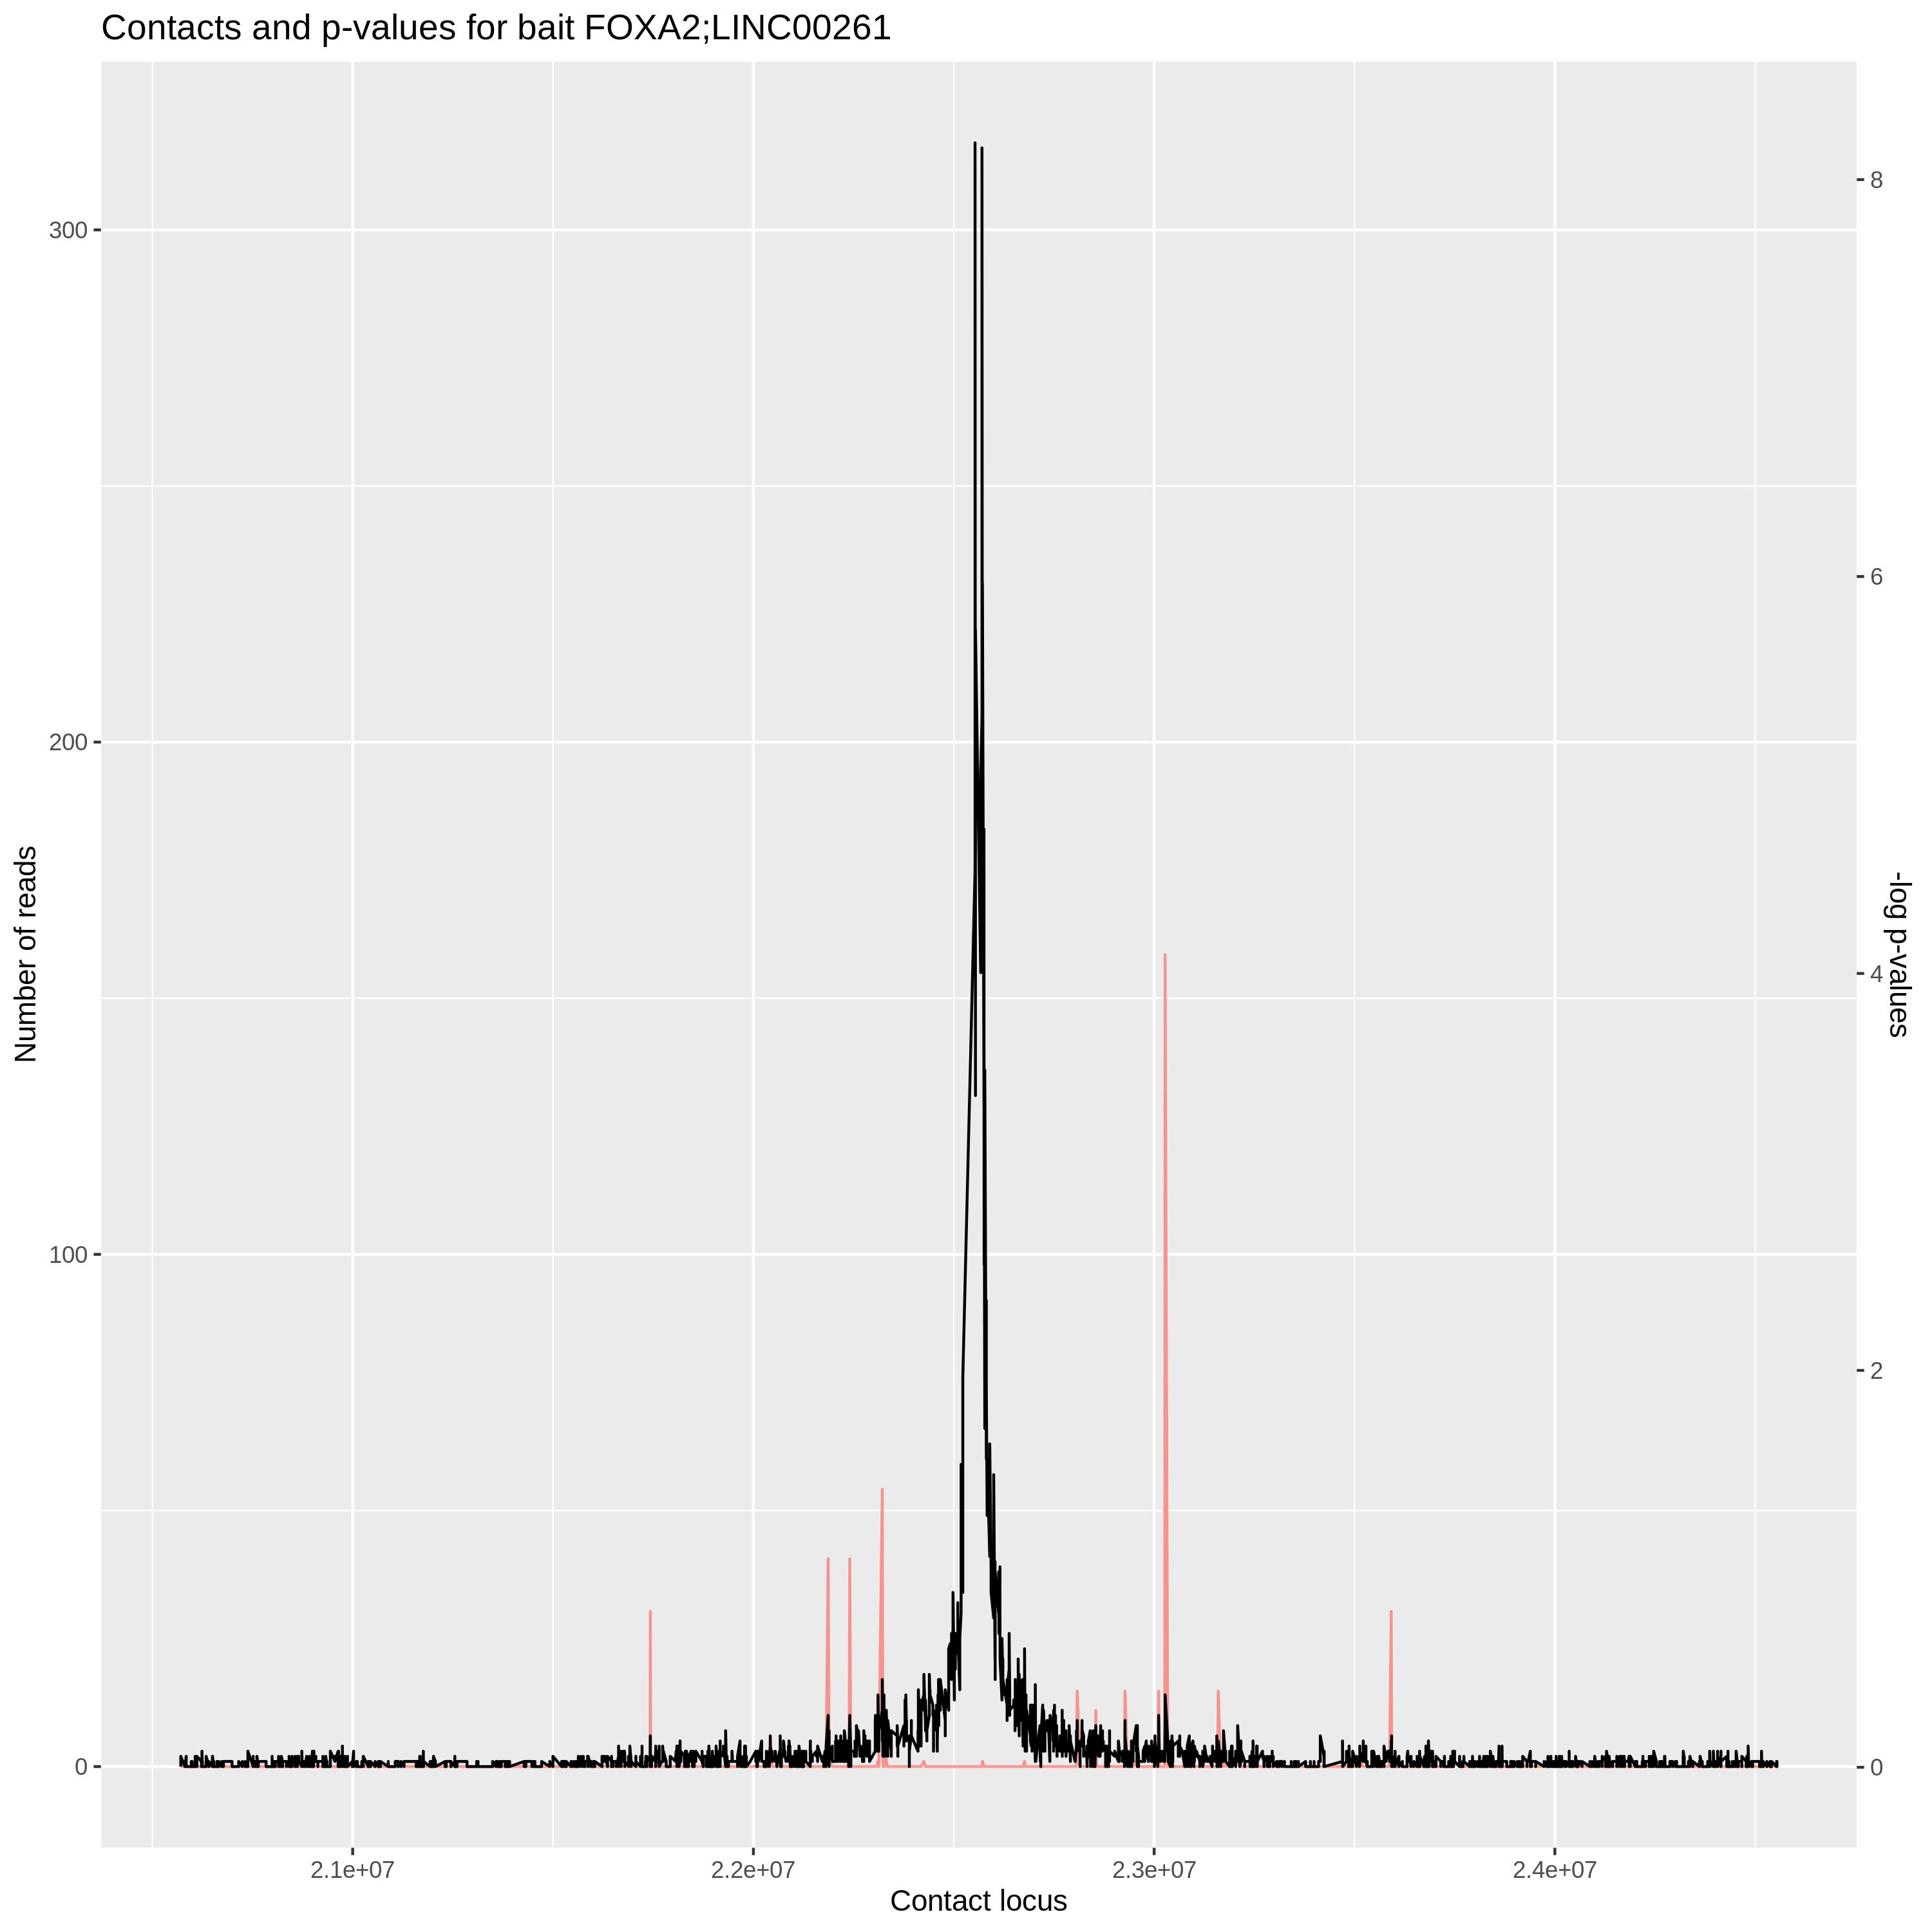 Contacts and p-values for bait FOXA2;LINC00261
Number of reads
300
200
100
0
8
6
4
2
0
-log p-values
2.1e+07
2.2e+07
2.3e+07
2.4e+07
Contact locus